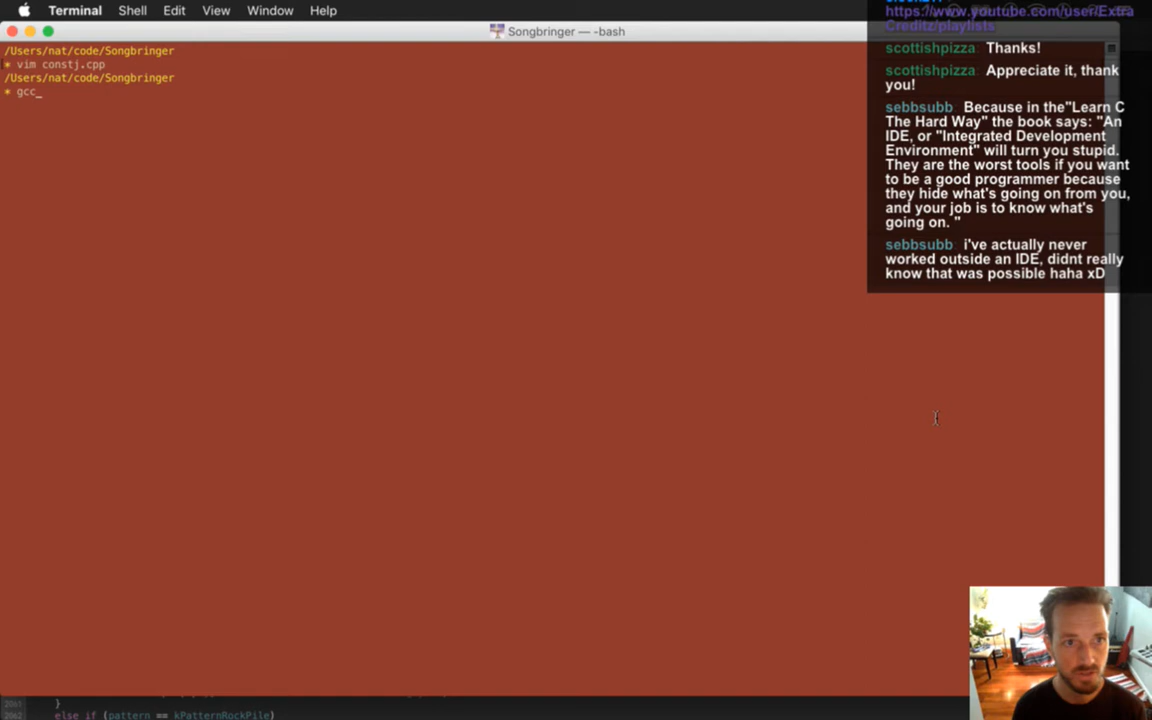 Terminal Shell Edit View Window Help
Songbringer — -bash
/Users/nat/code/Songbringer
* vim constj.cpp
/Users/nat/code/Songbringer
* gcc_
https://www.youtube.com/user/Extra
Creditz/playlists
scottishpizza: Thanks!
scottishpizza: Appreciate it, thank
you!
sebbsubb: Because in the"Learn C
The Hard Way" the book says: "An
IDE, or "Integrated Development
Environment" will turn you stupid.
They are the worst tools if you want
to be a good programmer because
they hide what's going on from you,
and your job is to know what's
going on. "
sebbsubb: i've actually never
worked outside an IDE, didnt really
know that was possible haha xD
2061 }
2062 else if (pattern == kPatternRockPile)